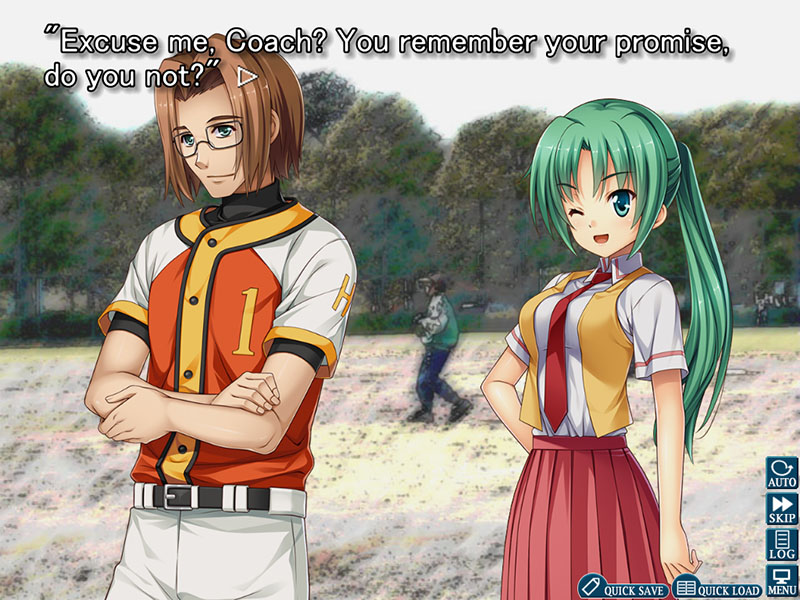 "Excuse me, Coach? You remember your promise,
do you not?" ▷
1
H
AUTO
SKIP
LOG
MENU
QUICK SAVE
QUICK LOAD